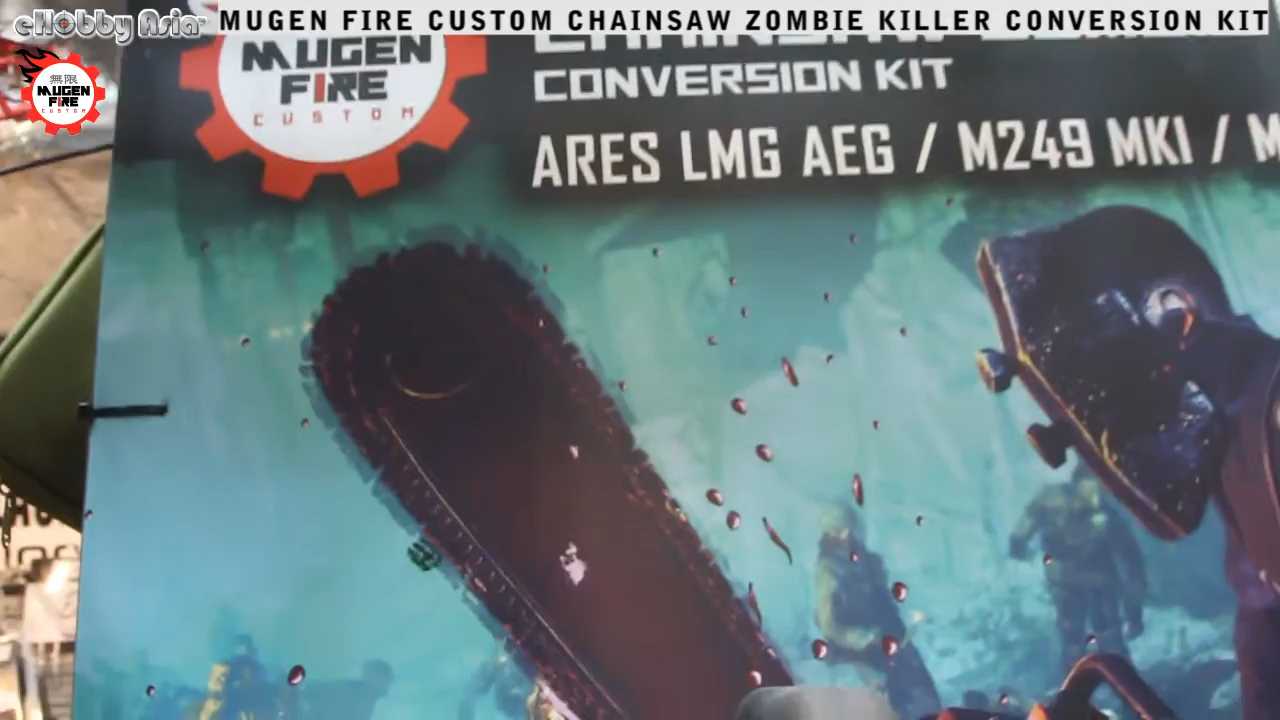 eHobby Asia
MUGEN FIRE CUSTOM CHAINSAW ZOMBIE KILLER CONVERSION KIT
無限
MUGEN
FIRE
CUSTOM
MUGEN
FIRE
CUSTOM
CONVERSION KIT
ARES LMG AEG / M249 MKI / M